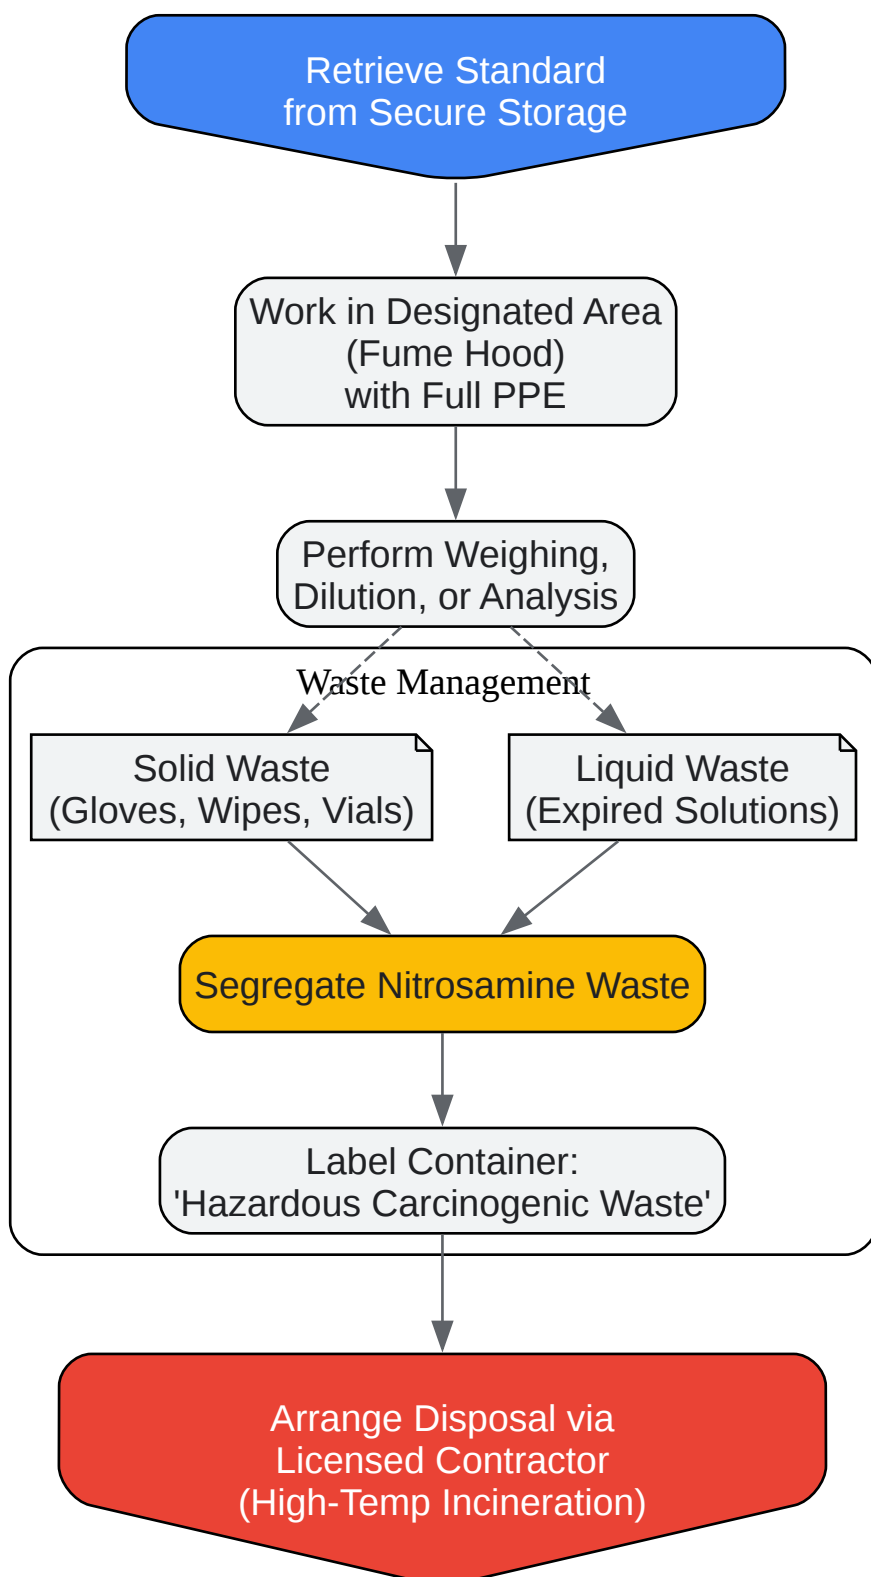 Retrieve Standard
from Secure Storage
Work in Designated Area
(Fume Hood)
with Full PPE
Perform Weighing,
Dilution, or Analysis
Waste Management
Solid Waste
(Gloves, Wipes, Vials)
Liquid Waste
(Expired Solutions)
Segregate Nitrosamine Waste
Label Container:
'Hazardous Carcinogenic Waste'
Arrange Disposal via
Licensed Contractor
(High-Temp Incineration)